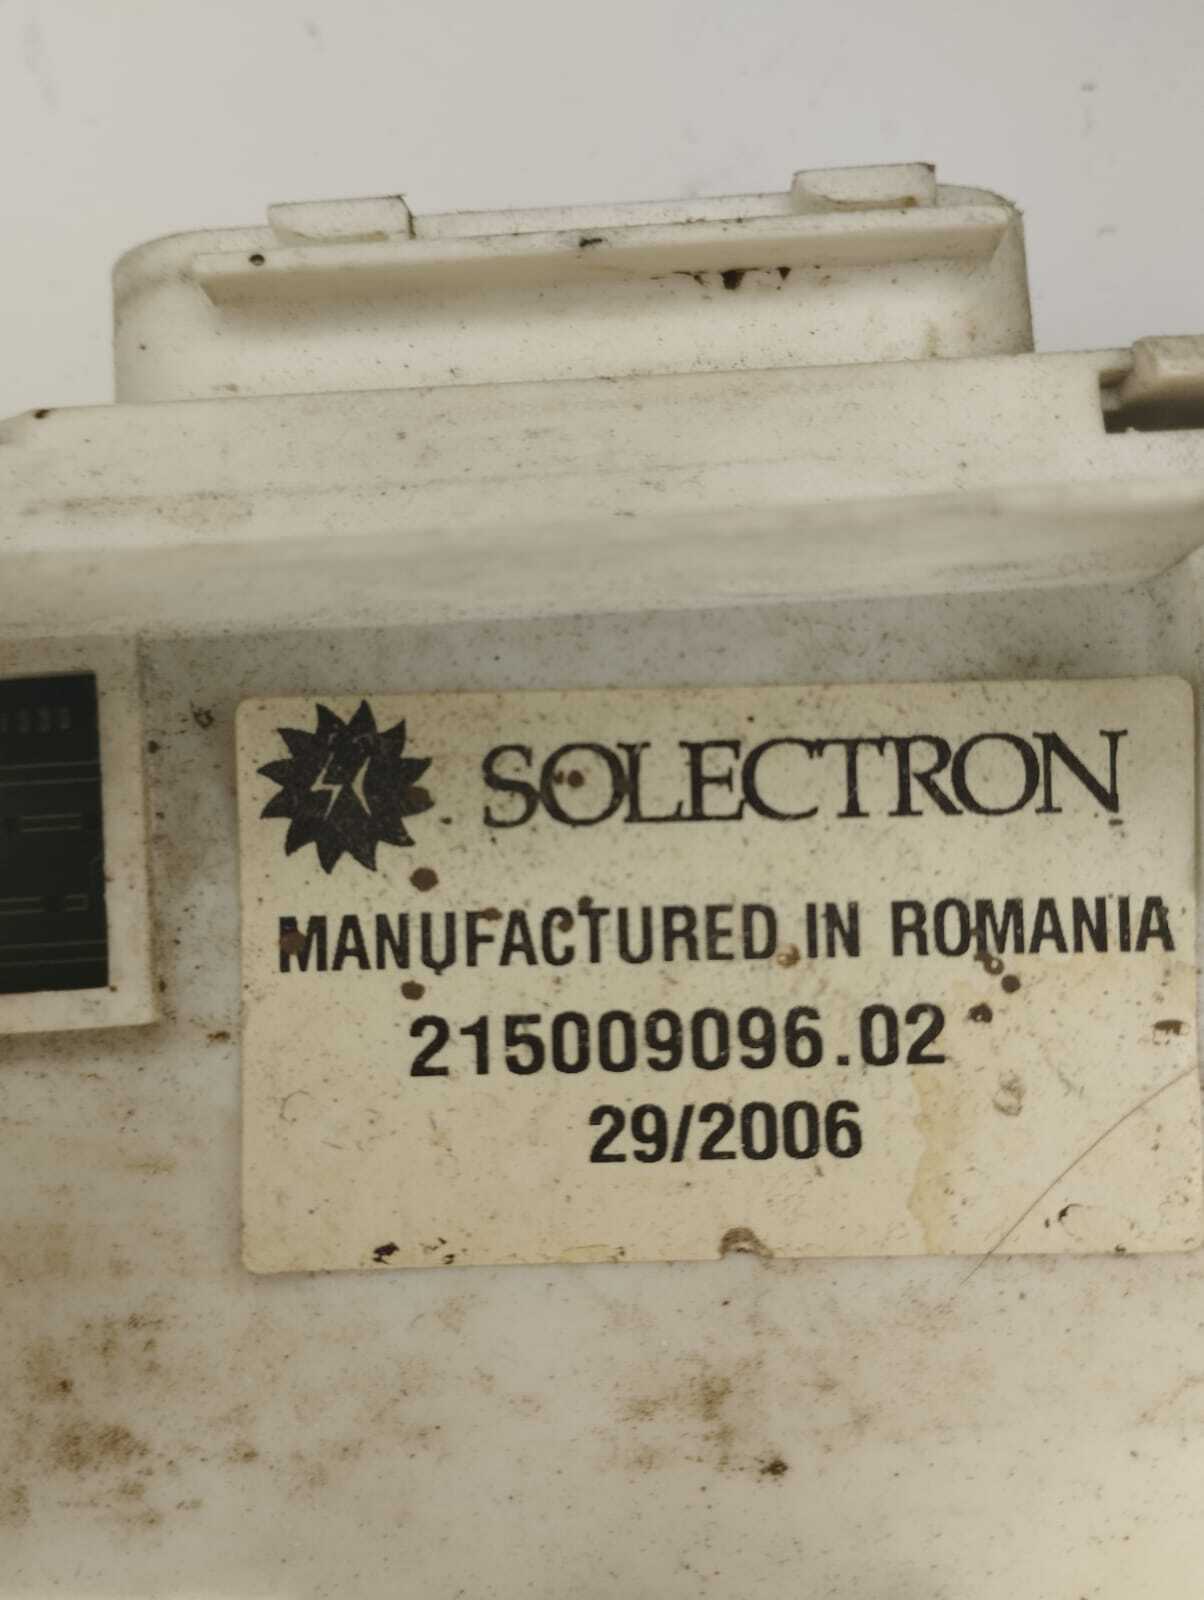 SOLECTRON
MANUFACTURED IN ROMANIA
215009096.02
29/2006